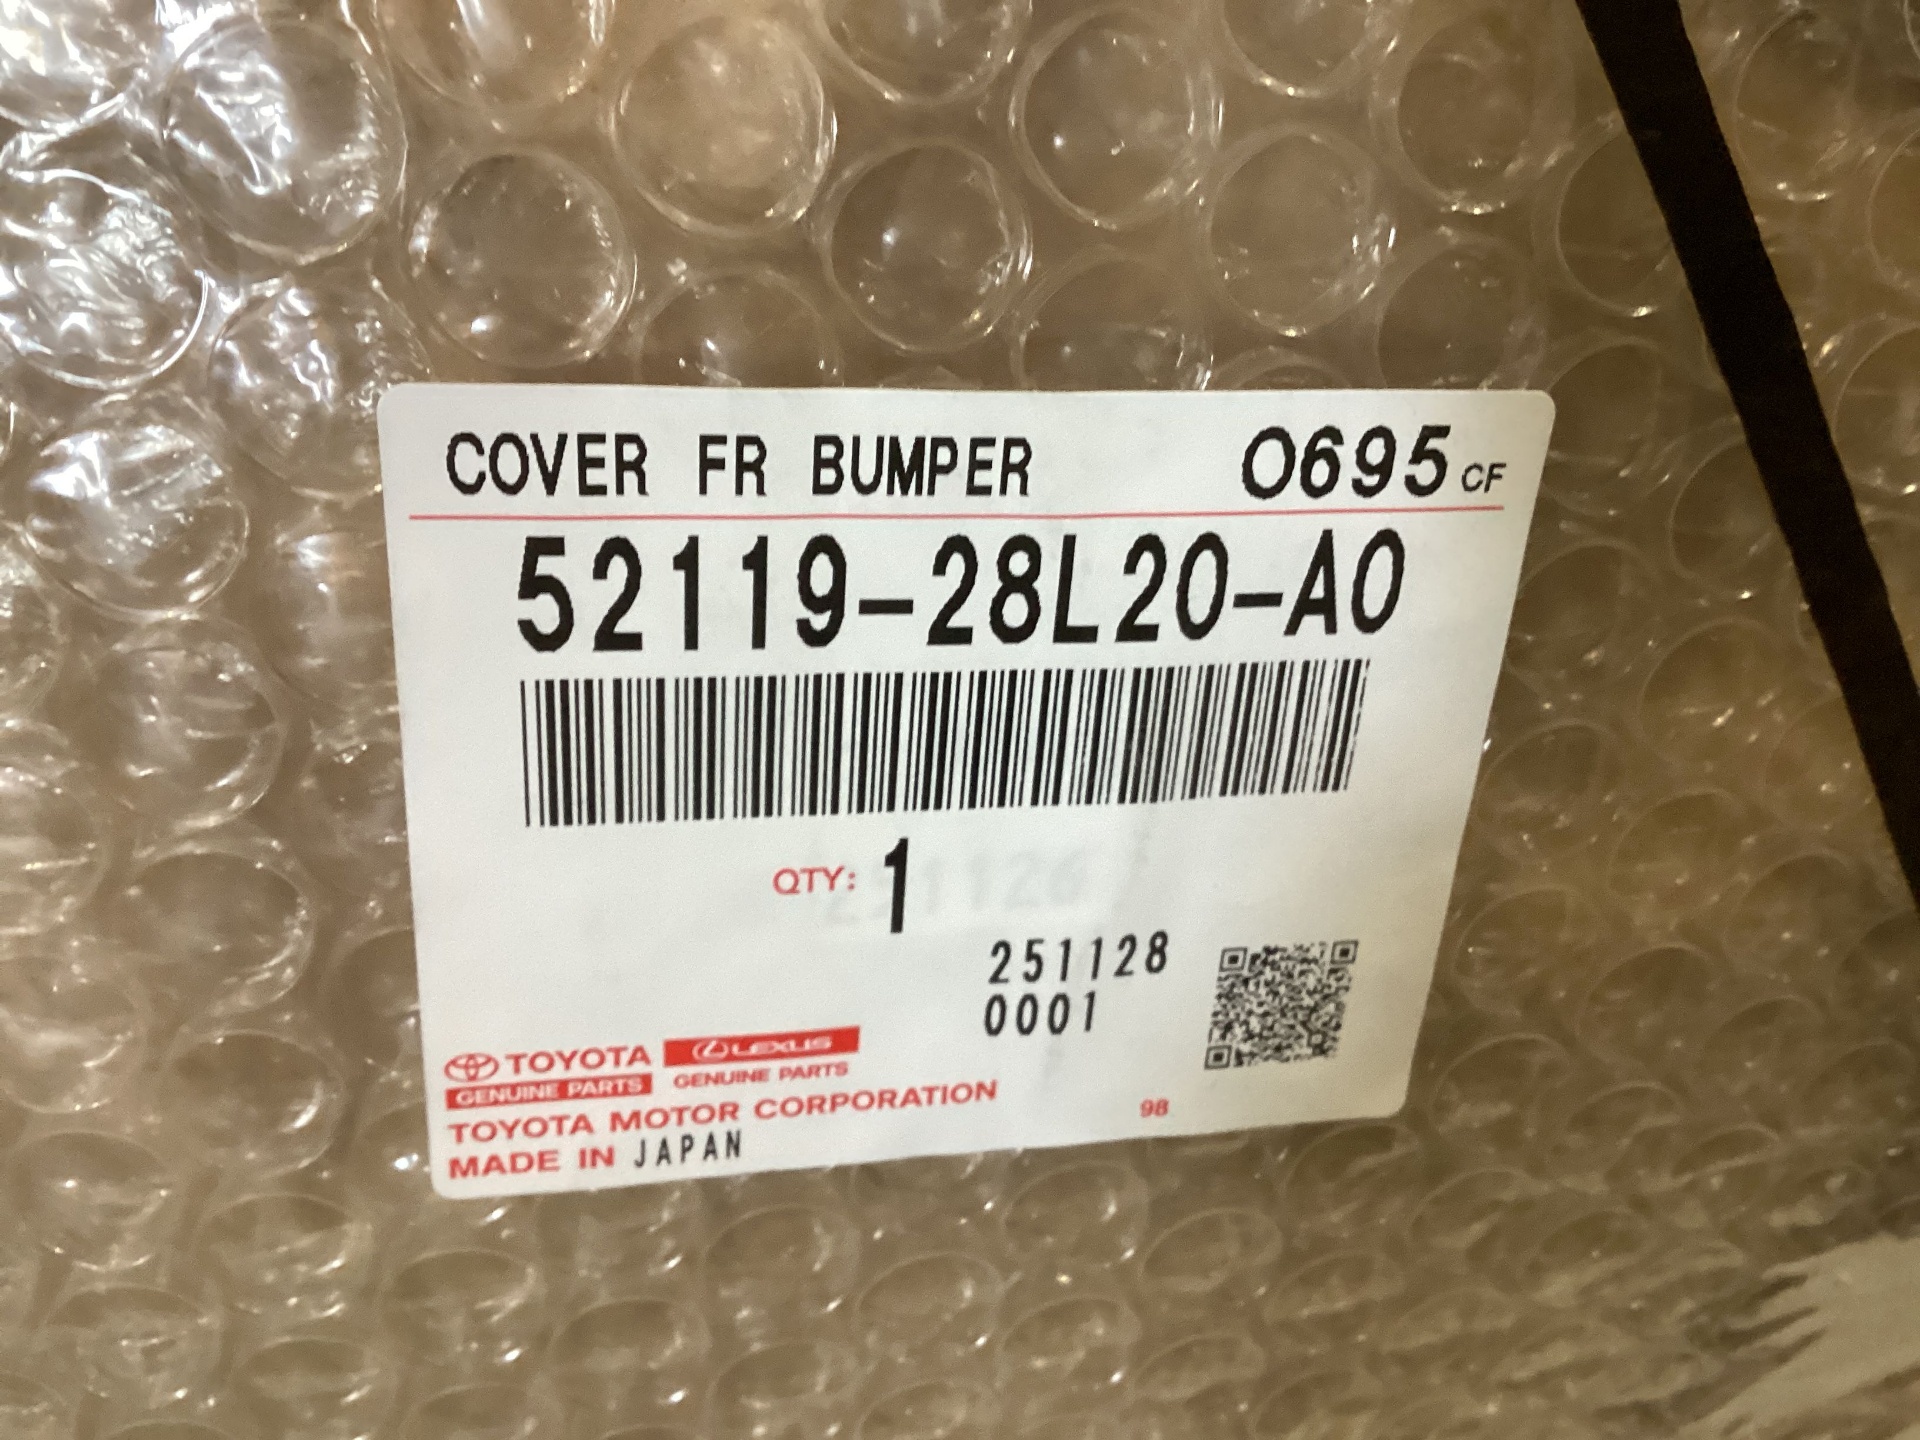 COVER FR BUMPER 0695 CF
52119-28L20-A0
QTY: 1
251128
0001
TOYOTA LEXUS
GENUINE PARTS GENUINE PARTS
TOYOTA MOTOR CORPORATION
98
MADE IN JAPAN